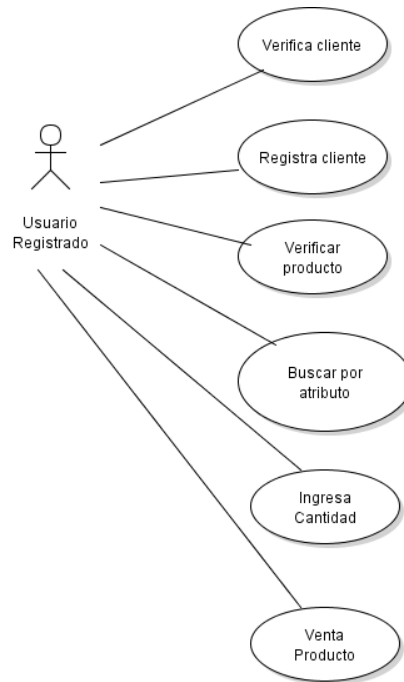 Verifica cliente
Registra cliente
Usuario
Registrado
Verificar
producto
Buscar por
atributo
Ingresa
Cantidad
Venta
Producto